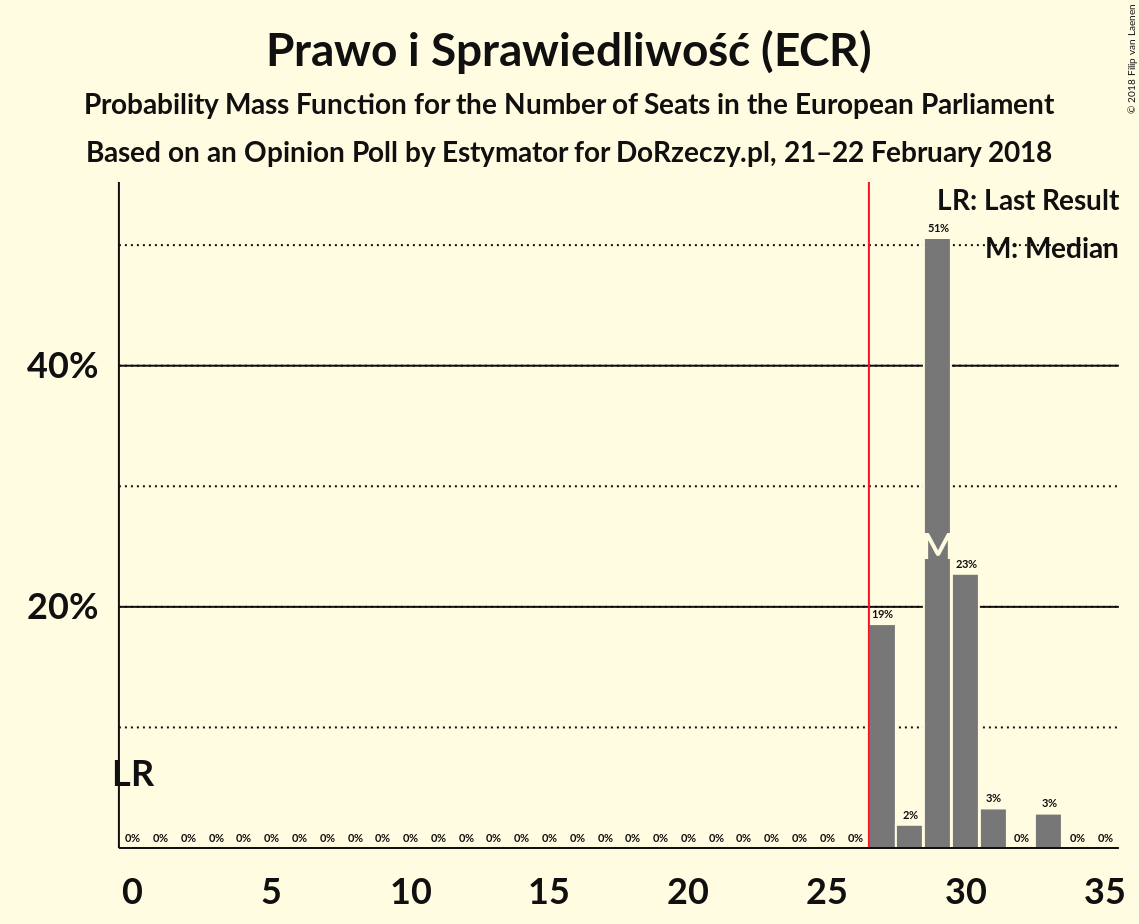 Prawo i Sprawiedliwość (ECR)
Probability Mass Function for the Number of Seats in the European Parliament
Based on an Opinion Poll by Estymator for DoRzeczy.pl, 21–22 February 2018
© 2018 Filip van Laenen
LR: Last Result
M: Median
51%
40%
M
23%
20%
19%
LR
3%
3%
2%
0% 0% 0% 0% 0% 0% 0% 0% 0% 0% 0% 0% 0% 0% 0% 0% 0% 0% 0% 0% 0% 0% 0% 0% 0% 0% 0% 0% 0% 0%
0 5 10 15 20 25 30 35